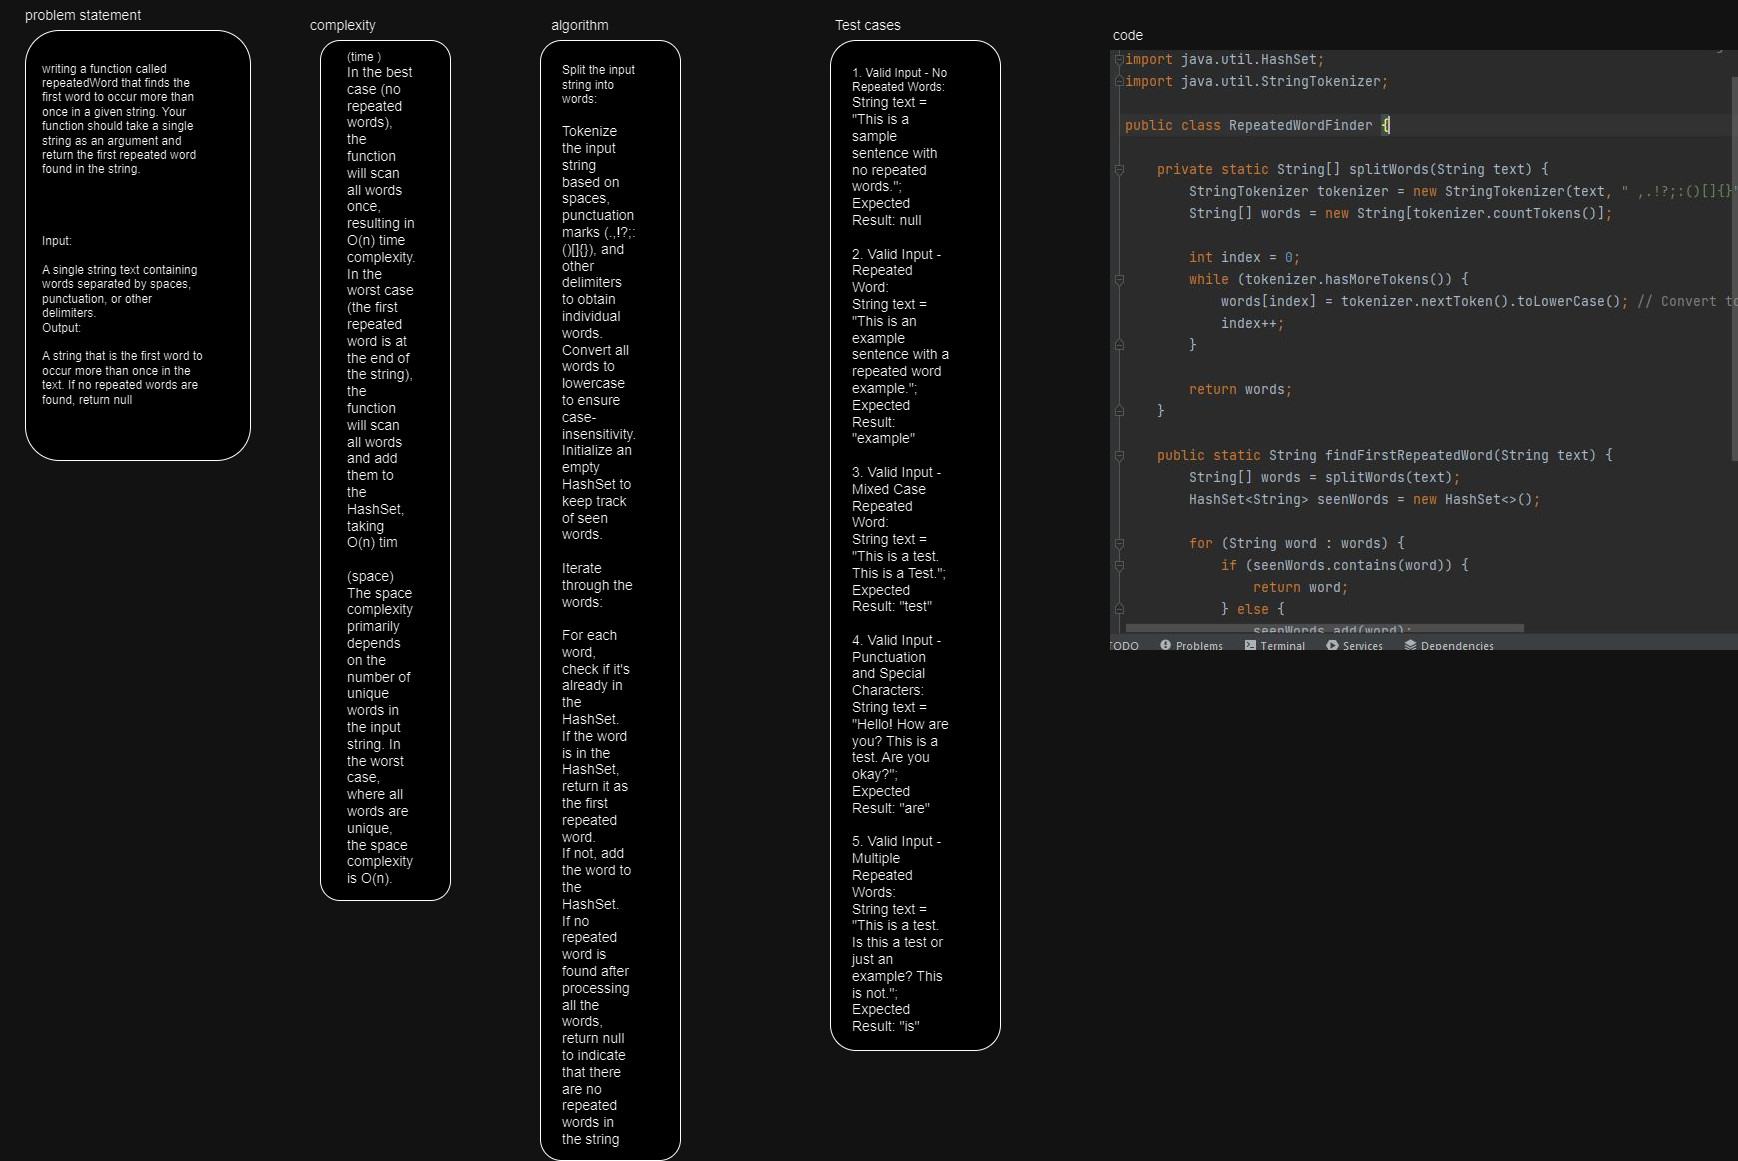 problem statement
writing a function called
repeatedWord that finds the
first word to occur more than
once in a given string. Your
function should take a single
string as an argument and
return the first repeated word
found in the string.
Input:
A single string text containing
words separated by spaces,
punctuation, or other
delimiters.
Output:
A string that is the first word to
occur more than once in the
text. If no repeated words are
found, return null
complexity
(time )
In the best
case (no
repeated
words),
the
function
will scan
all words
once,
resulting in
O(n) time
complexity.
In the
worst case
(the first
repeated
word is at
the end of
the string),
the
function
will scan
all words
and add
them to
the
HashSet,
taking
O(n) tim
(space)
The space
complexity
primarily
depends
on the
number of
unique
words in
the input
string. In
the worst
case,
where all
words are
unique,
the space
complexity
is O(n).
algorithm
Split the input
string into
words:
Tokenize
the input
string
based on
spaces,
punctuation
marks (.,!?;:
()[]{}), and
other
delimiters
to obtain
individual
words.
Convert all
words to
lowercase
to ensure
case-
insensitivity.
Initialize an
empty
HashSet to
keep track
of seen
words.
Iterate
through the
words:
For each
word,
check if it's
already in
the
HashSet.
If the word
is in the
HashSet,
return it as
the first
repeated
word.
If not, add
the word to
the
HashSet.
If no
repeated
word is
found after
processing
all the
words,
return null
to indicate
that there
are no
repeated
words in
the string
Test cases
1. Valid Input - No
Repeated Words:
String text =
"This is a
sample
sentence with
no repeated
words.";
Expected
Result: null
2. Valid Input -
Repeated
Word:
String text =
"This is an
example
sentence with a
repeated word
example.";
Expected
Result:
"example"
3. Valid Input -
Mixed Case
Repeated
Word:
String text =
"This is a test.
This is a Test.";
Expected
Result: "test"
4. Valid Input -
Punctuation
and Special
Characters:
String text =
"Hello! How are
you? This is a
test. Are you
okay?";
Expected
Result: "are"
5. Valid Input -
Multiple
Repeated
Words:
String text =
"This is a test.
Is this a test or
just an
example? This
is not.";
Expected
Result: "is"
code
import java.util.HashSet;
import java.util.StringTokenizer;
public class RepeatedWordFinder {
private static String[] splitWords(String text) {
StringTokenizer tokenizer = new StringTokenizer(text, " ,.!?;:()[]{}"
String[] words = new String[tokenizer.countTokens()];
int index = 0;
while (tokenizer.hasMoreTokens()) {
words[index] = tokenizer.nextToken().toLowerCase(); // Convert to
index++;
}
return words;
}
public static String findFirstRepeatedWord(String text) {
String[] words = splitWords(text);
HashSet<String> seenWords = new HashSet<>();
for (String word : words) {
if (seenWords.contains(word)) {
return word;
} else {
seenWords.add(word);
TODO Problems Terminal Services Dependencies